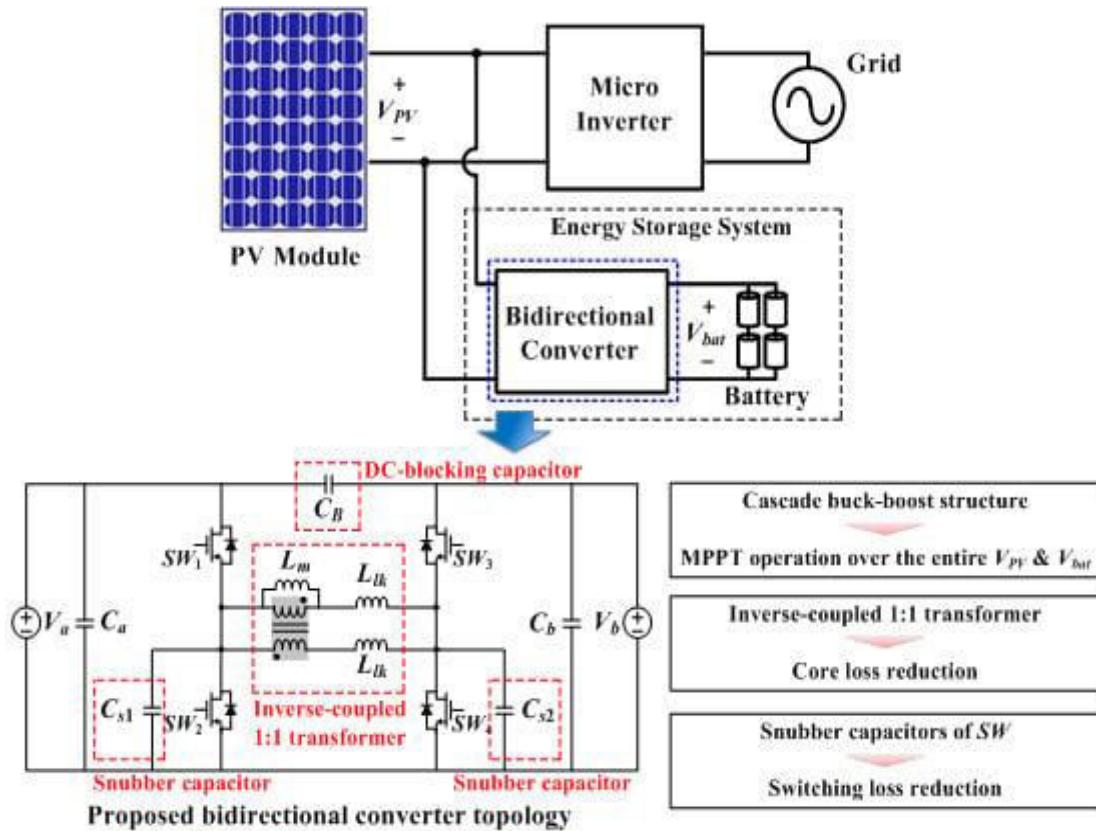 PV Module
+
V_PV
−
Micro
Inverter
Grid
Energy Storage System
Bidirectional
Converter
+
V_bat
−
Battery
DC-blocking capacitor
C_B
SW_1
SW_3
L_m
L_lk
V_a
C_a
C_b
V_b
L_lk
C_s1
SW_2
Inverse-coupled
1:1 transformer
SW_4
C_s2
Snubber capacitor
Snubber capacitor
Proposed bidirectional converter topology
Cascade buck-boost structure
MPPT operation over the entire V_PV & V_bat
Inverse-coupled 1:1 transformer
Core loss reduction
Snubber capacitors of SW
Switching loss reduction